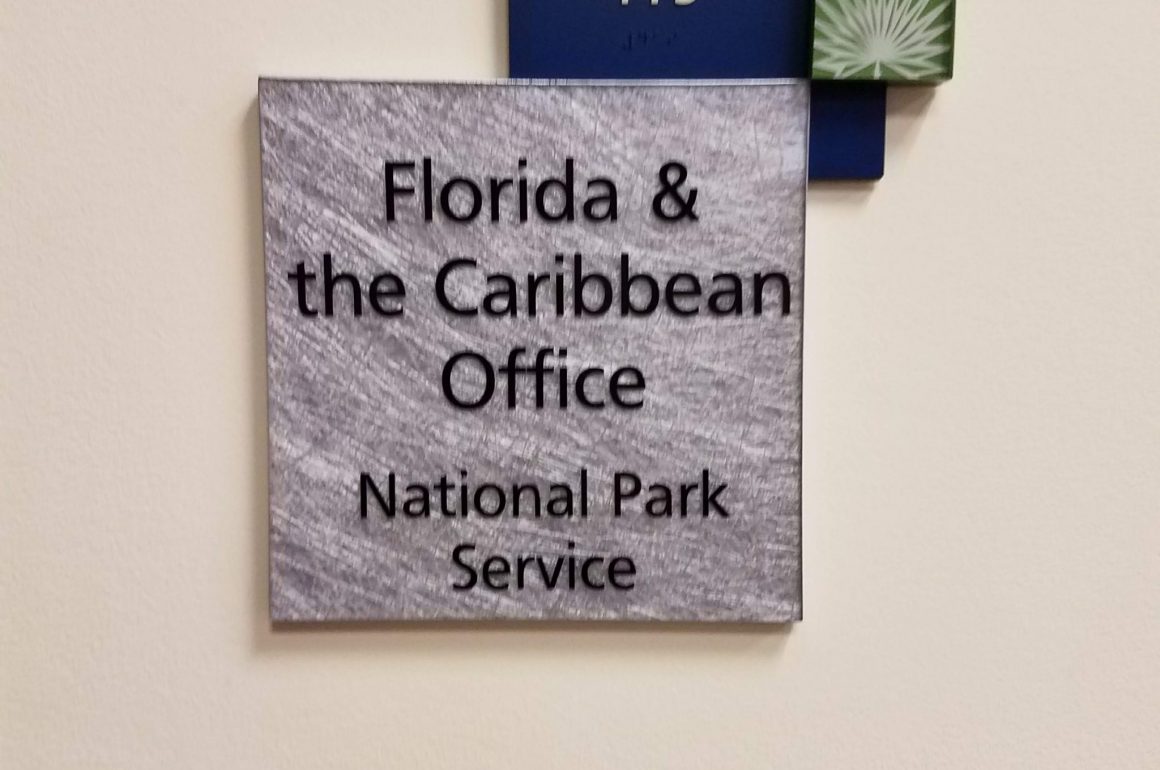 Florida &
the Caribbean
Office
National Park
Service